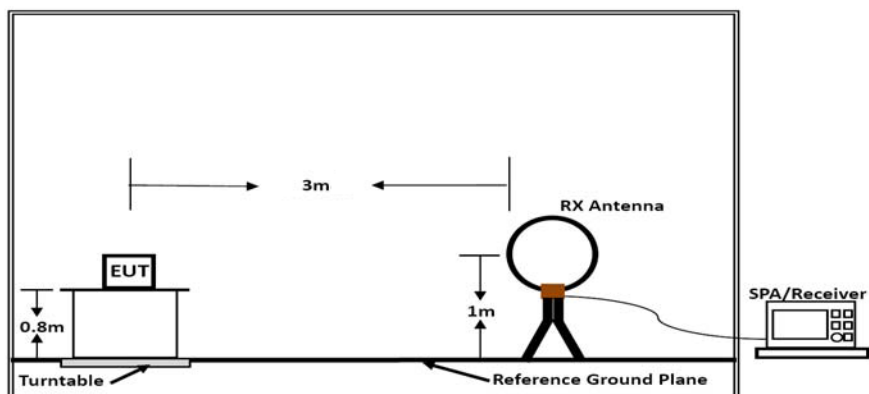 3m
RX Antenna
EUT
SPA/Receiver
0.8m
1m
Turntable
Reference Ground Plane